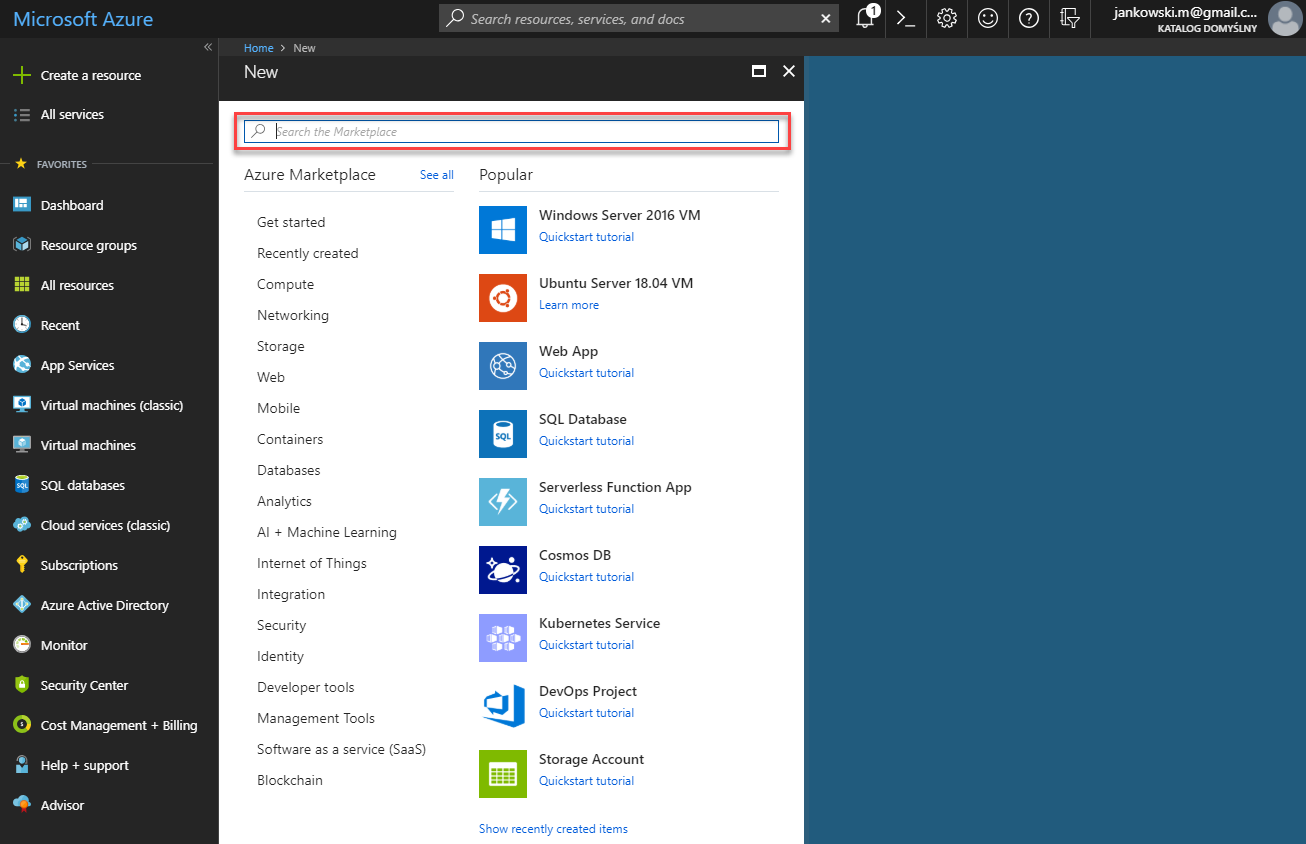 Microsoft Azure
Search resources, services, and docs
1
jankowski.m@gmail.c...
KATALOG DOMYŚLNY
Home > New
New
Create a resource
All services
FAVORITES
Dashboard
Resource groups
All resources
Recent
App Services
Virtual machines (classic)
Virtual machines
SQL databases
Cloud services (classic)
Subscriptions
Azure Active Directory
Monitor
Security Center
Cost Management + Billing
Help + support
Advisor
Search the Marketplace
Azure Marketplace
See all
Get started
Recently created
Compute
Networking
Storage
Web
Mobile
Containers
Databases
Analytics
AI + Machine Learning
Internet of Things
Integration
Security
Identity
Developer tools
Management Tools
Software as a service (SaaS)
Blockchain
Popular
Windows Server 2016 VM
Quickstart tutorial
Ubuntu Server 18.04 VM
Learn more
Web App
Quickstart tutorial
SQL
SQL Database
Quickstart tutorial
Serverless Function App
Quickstart tutorial
Cosmos DB
Quickstart tutorial
Kubernetes Service
Quickstart tutorial
DevOps Project
Quickstart tutorial
Storage Account
Quickstart tutorial
Show recently created items